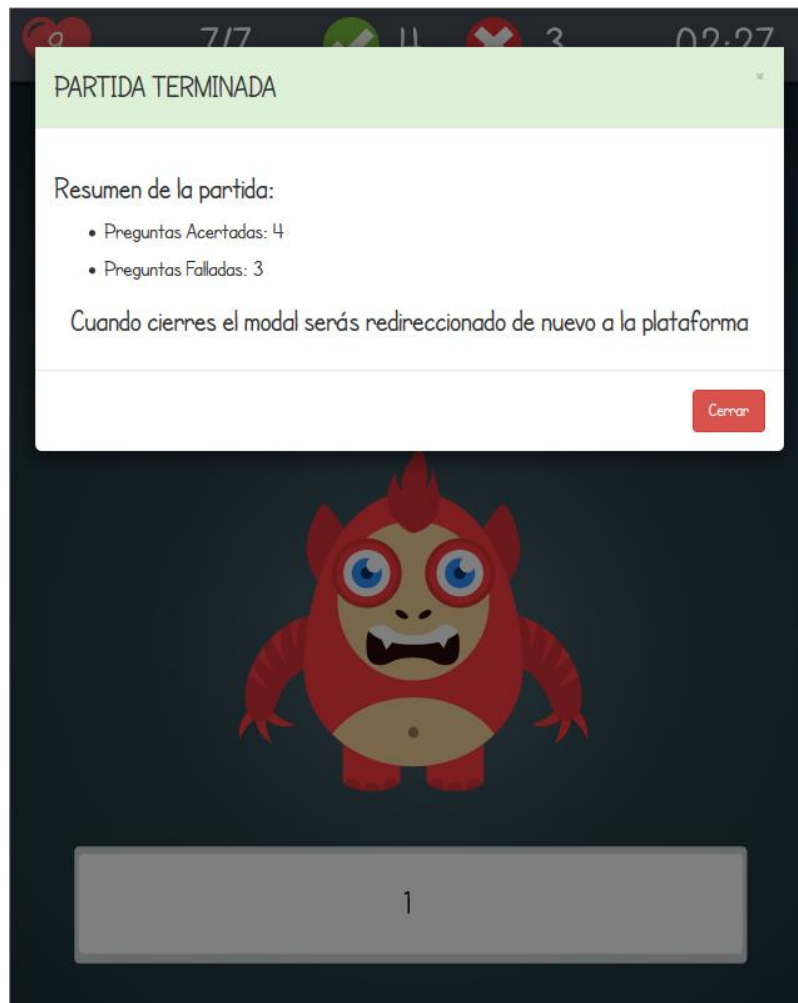 9 7/7 4 3 02:27
PARTIDA TERMINADA ×
Resumen de la partida:
• Preguntas Acertadas: 4
• Preguntas Falladas: 3
Cuando cierres el modal serás redireccionado de nuevo a la plataforma
Cerrar
1